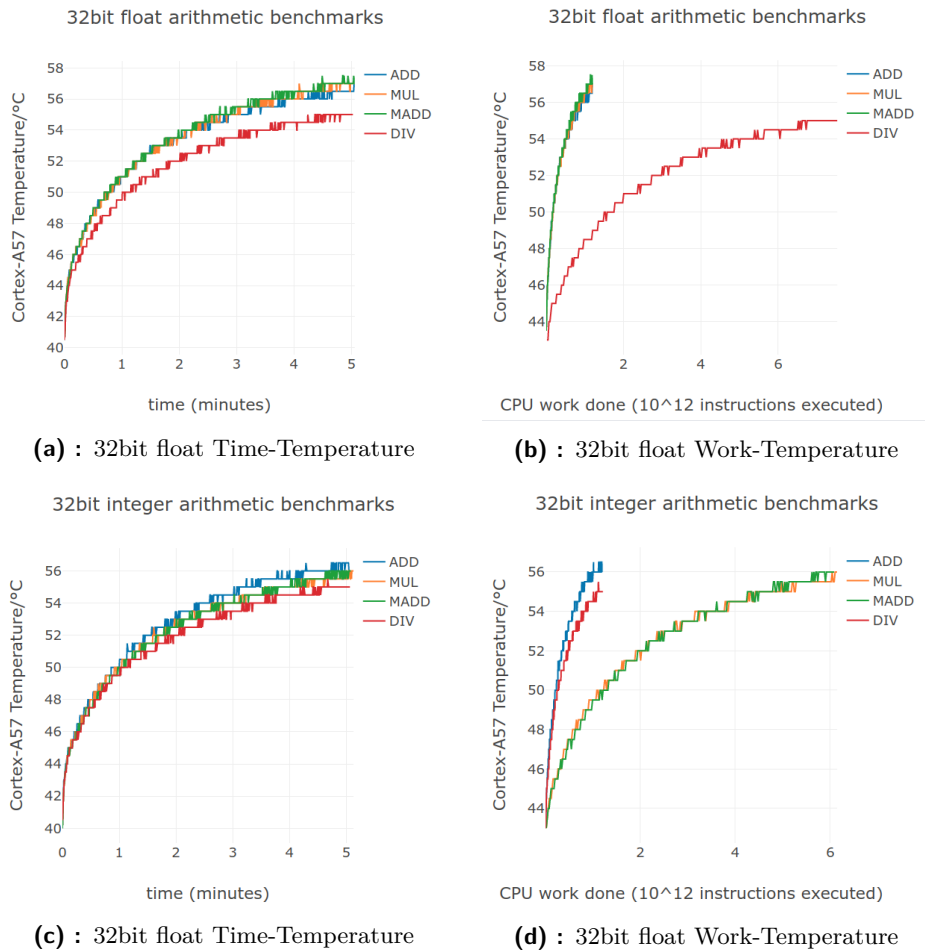 32bit float arithmetic benchmarks
58
56
54
52
50
48
46
44
42
40
Cortex-A57 Temperature/°C
0 1 2 3 4 5
time (minutes)
ADD
MUL
MADD
DIV
(a) : 32bit float Time-Temperature
32bit float arithmetic benchmarks
58
56
54
52
50
48
46
44
Cortex-A57 Temperature/°C
2 4 6
CPU work done (10^12 instructions executed)
ADD
MUL
MADD
DIV
(b) : 32bit float Work-Temperature
32bit integer arithmetic benchmarks
56
54
52
50
48
46
44
42
40
Cortex-A57 Temperature/°C
0 1 2 3 4 5
time (minutes)
ADD
MUL
MADD
DIV
(c) : 32bit float Time-Temperature
32bit integer arithmetic benchmarks
56
54
52
50
48
46
44
Cortex-A57 Temperature/°C
2 4 6
CPU work done (10^12 instructions executed)
ADD
MUL
MADD
DIV
(d) : 32bit float Work-Temperature